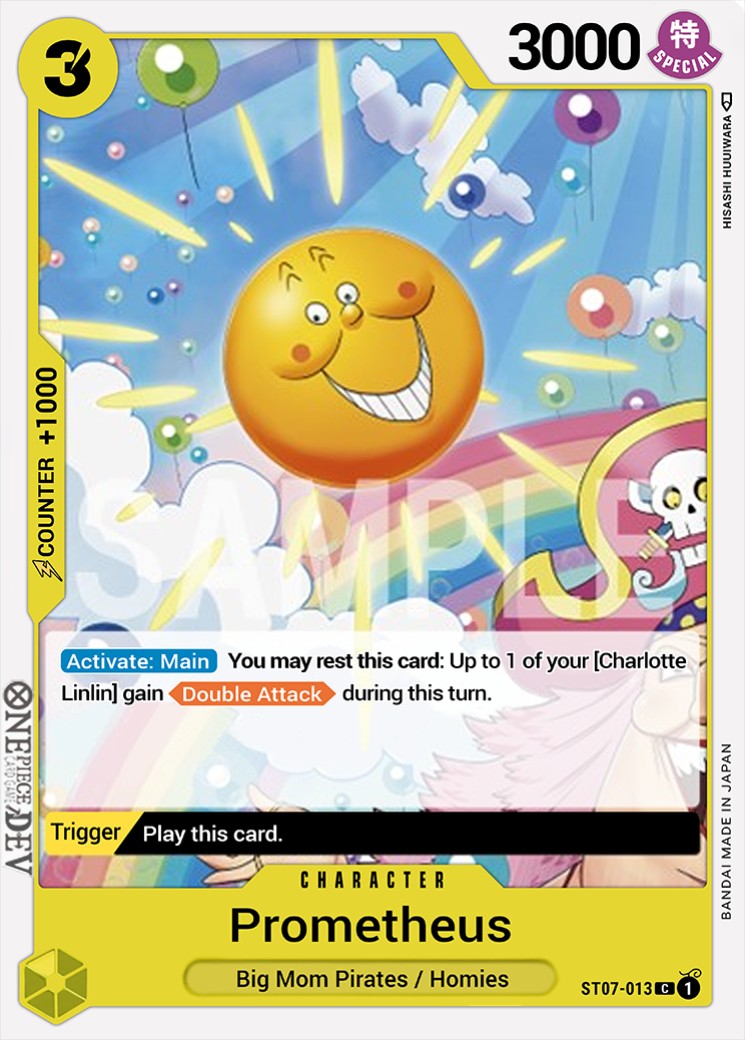 3
3000
特
SPECIAL
HISASHI HUUIWARA
COUNTER +1000
SAMPLE
Activate: Main You may rest this card: Up to 1 of your [Charlotte
Linlin] gain Double Attack during this turn.
ONE PIECE
CARD GAME
/DEV
Trigger Play this card.
BANDAI MADE IN JAPAN
CHARACTER
Prometheus
Big Mom Pirates / Homies
ST07-013 C 1